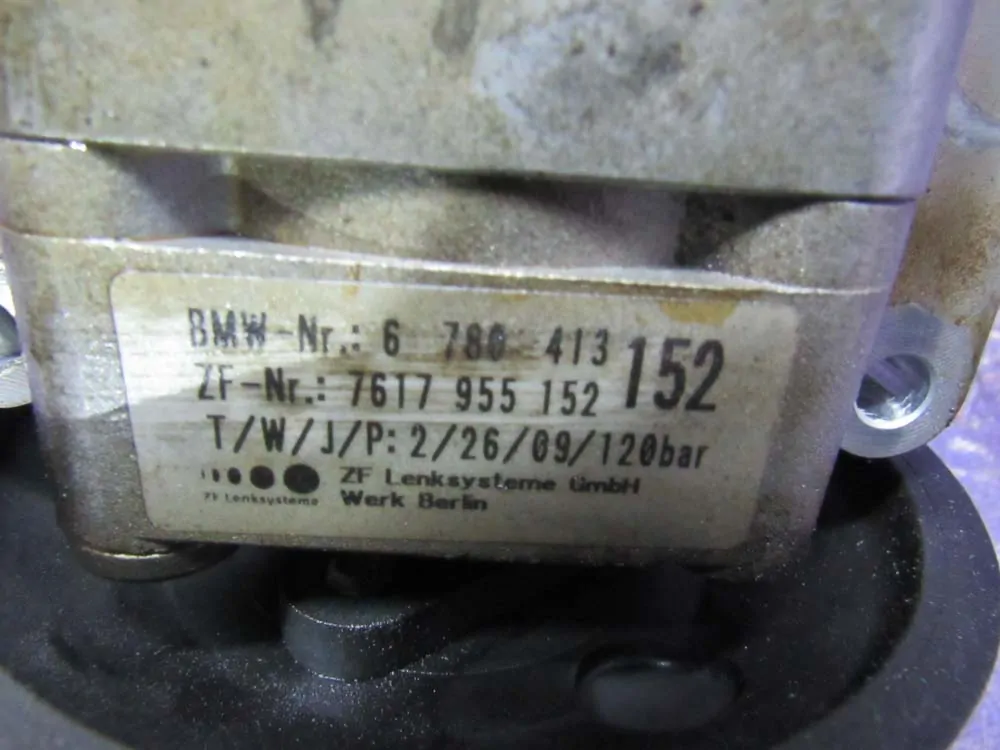 BMW-Nr.: 6 780 413
152
ZF-Nr.: 7617 955 152
T/W/J/P: 2/26/09/120bar
ZF Lenksysteme GmbH
ZF Lenksysteme
Werk Berlin